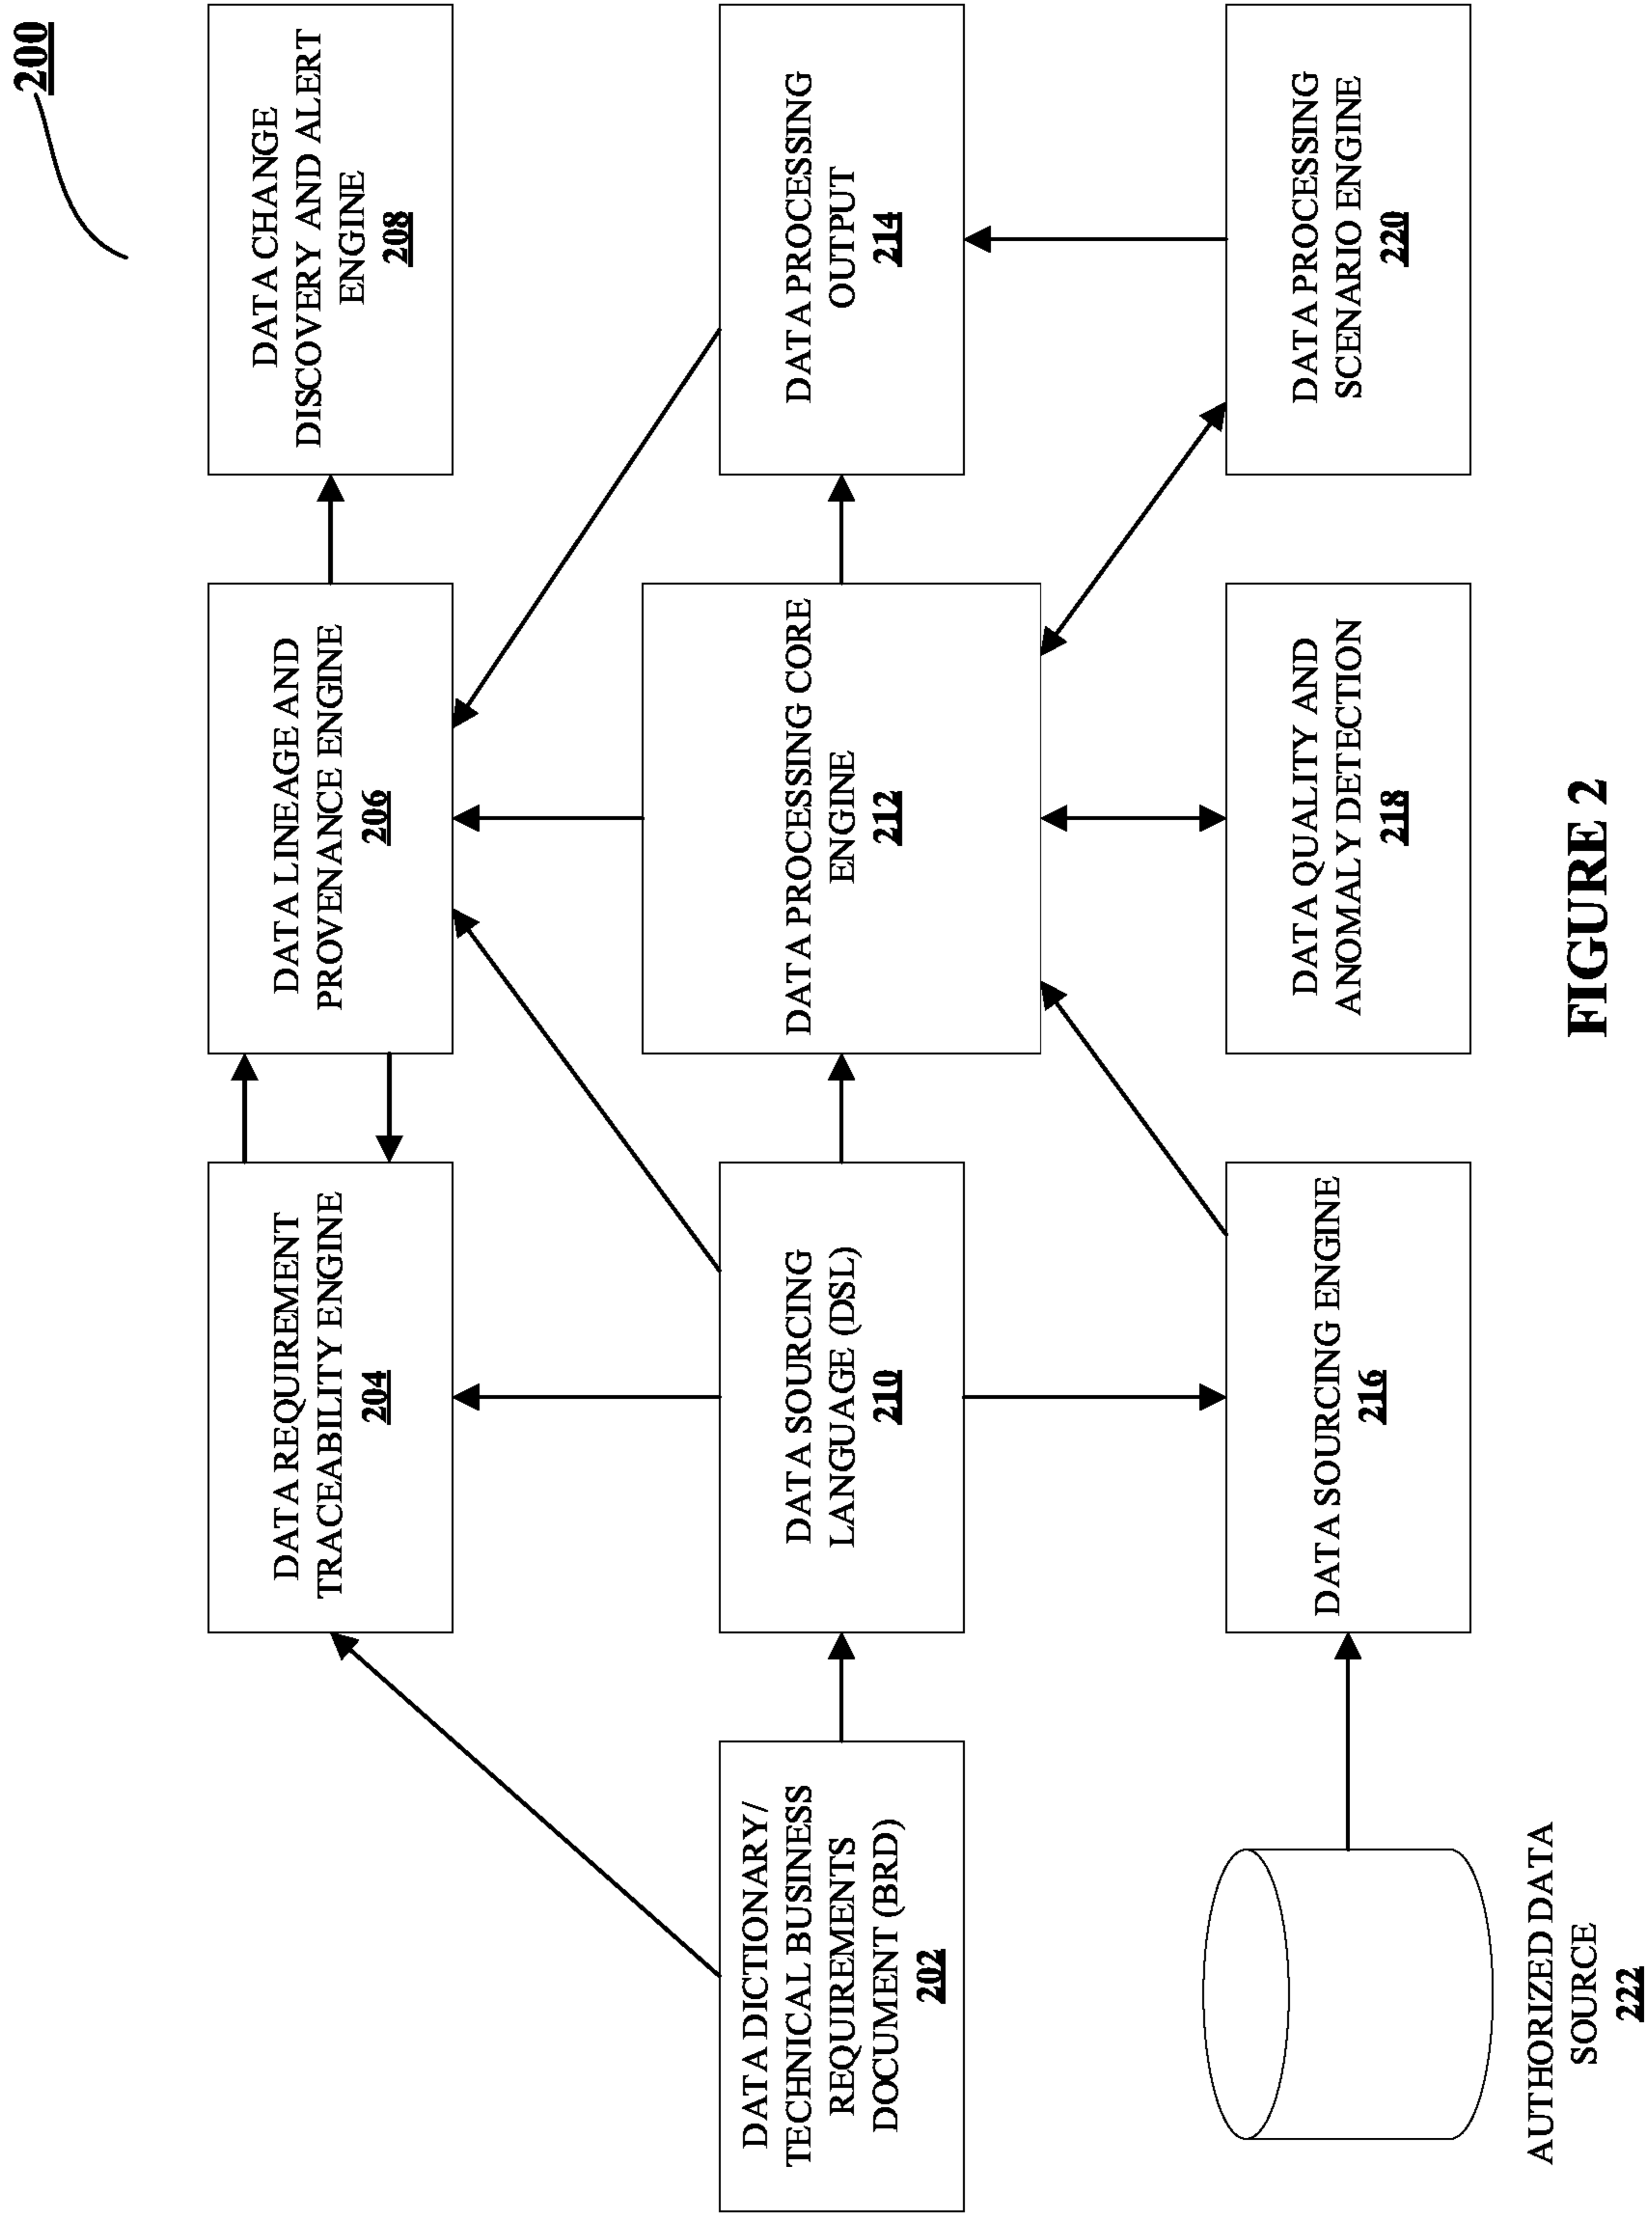 200
DATA REQUIREMENT
TRACEABILITY ENGINE
204
DATA LINEAGE AND
PROVENANCE ENGINE
206
DATA CHANGE
DISCOVERY AND ALERT
ENGINE
208
DATA DICTIONARY/
TECHNICAL BUSINESS
REQUIREMENTS
DOCUMENT (BRD)
202
DATA SOURCING
LANGUAGE (DSL)
210
DATA PROCESSING CORE
ENGINE
212
DATA PROCESSING
OUTPUT
214
AUTHORIZED DATA
SOURCE
222
DATA SOURCING ENGINE
216
DATA QUALITY AND
ANOMALY DETECTION
218
DATA PROCESSING
SCENARIO ENGINE
220
FIGURE 2